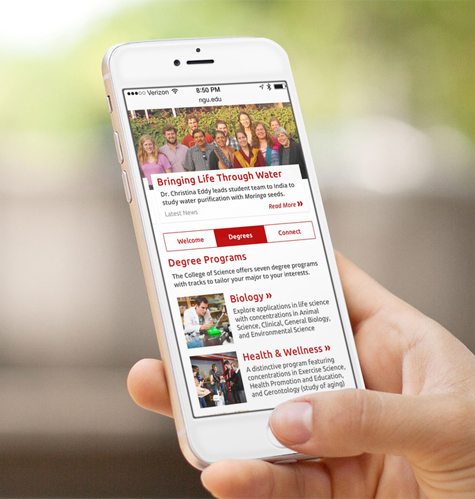 Verizon 8:50 PM
ngu.edu
Bringing Life Through Water
Dr. Christina Eddy leads student team to India to
study water purification with Moringa seeds.
Latest News Read More »
Welcome Degrees Connect
Degree Programs
The College of Science offers seven degree programs
with tracks to tailor your major to your interests.
Biology »
Explore applications in life science
with concentrations in Animal
Science, Clinical, General Biology,
and Environmental Science
Health & Wellness »
A distinctive program featuring
concentrations in Exercise Science,
Health Promotion and Education,
and Gerontology (study of aging)